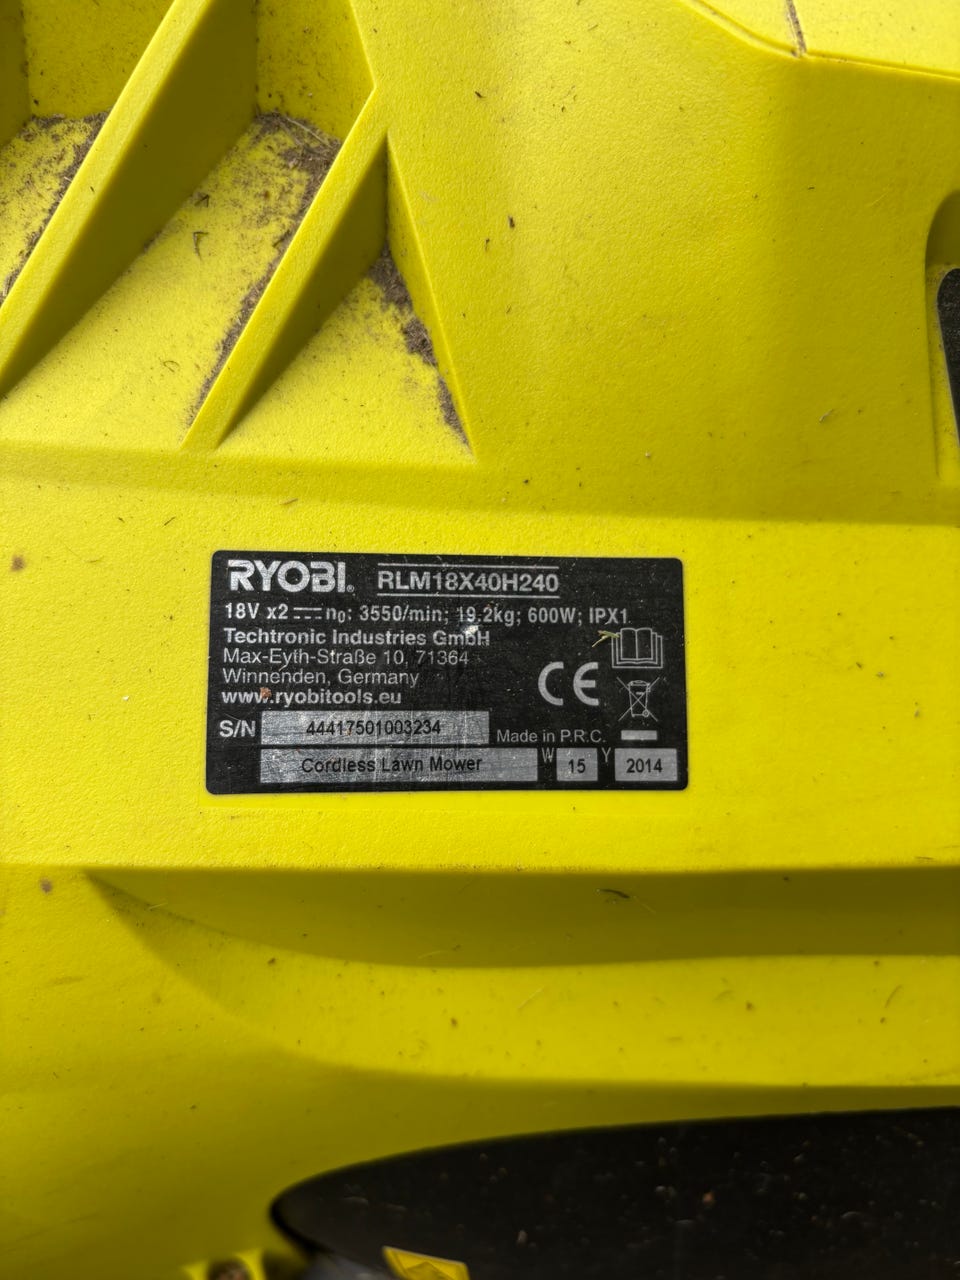 RYOBI® RLM18X40H240
18V x2 ⎓ n₀; 3550/min; 19.2kg; 600W; IPX1
Techtronic Industries GmbH
Max-Eyth-Straße 10, 71364
Winnenden, Germany
www.ryobitools.eu
CE
S/N 44417501003234
Made in P.R.C.
Cordless Lawn Mower W 15 Y 2014